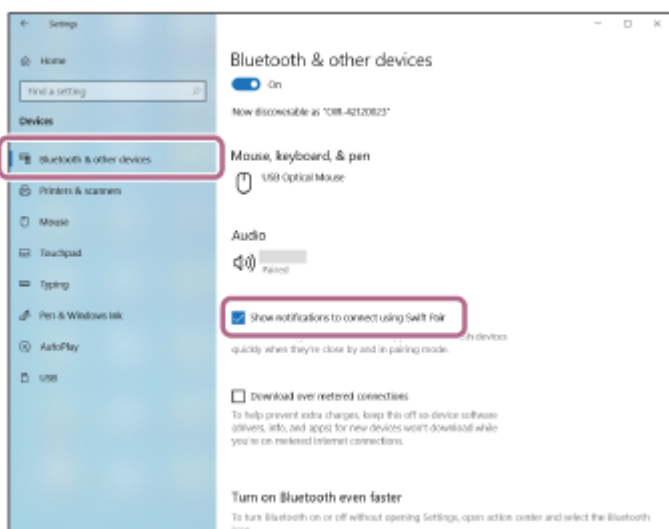 Settings
Home
Find a setting
Devices
Bluetooth & other devices
Printers & scanners
Mouse
Touchpad
Typing
Pen & Windows Ink
AutoPlay
USB
Bluetooth & other devices
On
Now discoverable as
Mouse, keyboard, & pen
USB Optical Mouse
Audio
Paired
Show notifications to connect using Swift Pair
devices
quickly when they're close by and in pairing mode.
Download over metered connections
To help prevent extra charges, keep this off so device software
(drivers, info, and apps) for new devices won't download while
you're on metered Internet connections.
Turn on Bluetooth even faster
To turn Bluetooth on or off without opening Settings, open action center and select the Bluetooth